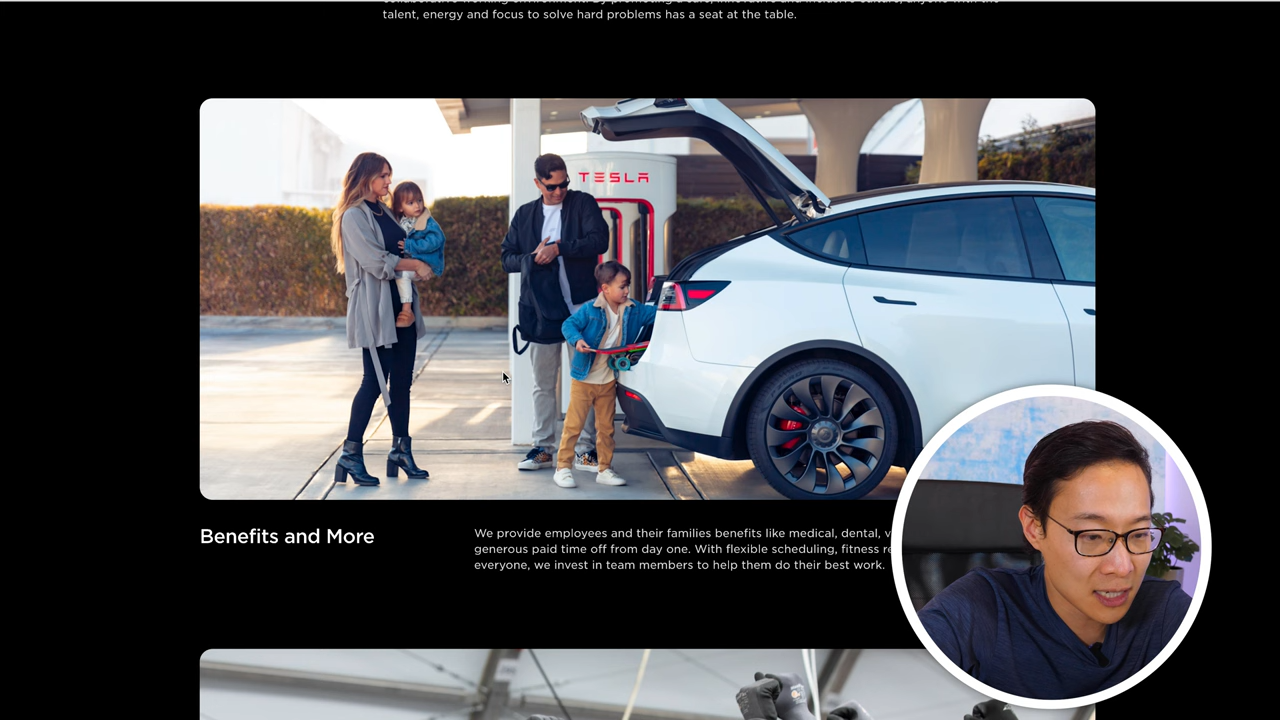 talent, energy and focus to solve hard problems has a seat at the table.
TESLA
Benefits and More
We provide employees and their families benefits like medical, dental,
generous paid time off from day one. With flexible scheduling, fitness
everyone, we invest in team members to help them do their best work.